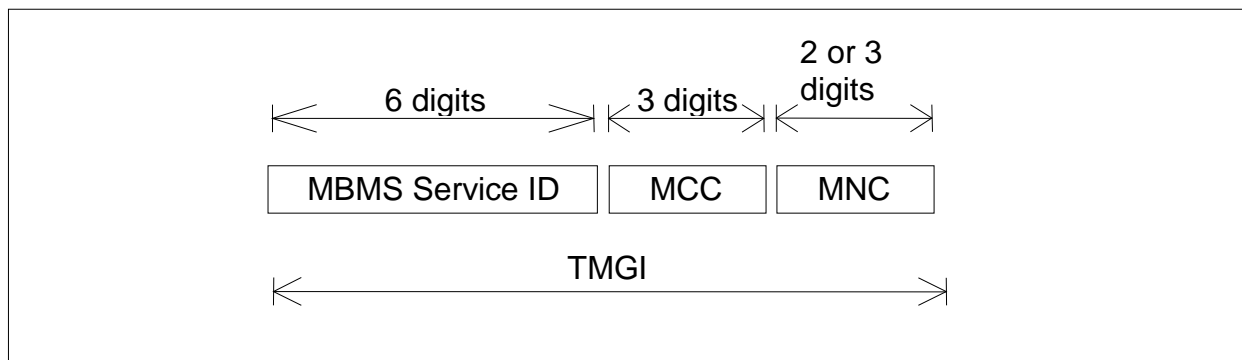 2 or 3
digits
6 digits
3 digits
MBMS Service ID
MCC
MNC
TMGI